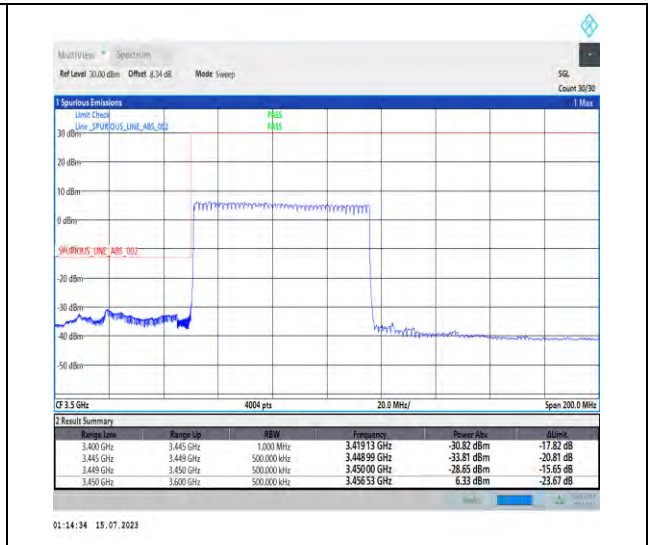 MultiView Spectrum
Ref Level 30.00 dBm Offset 8.34 dB Mode Sweep SGL
Count 30/30
1 Spurious Emissions 1 Max
Limit Check PASS
Line _SPURIOUS_LINE_ABS_002 PASS
30 dBm
20 dBm
10 dBm
0 dBm
_SPURIOUS_LINE_ABS_002
-20 dBm
-30 dBm
-40 dBm
-50 dBm
CF 3.5 GHz 4004 pts 20.0 MHz/ Span 200.0 MHz
2 Result Summary
Range Low Range Up RBW Frequency Power Abs ΔLimit
3.400 GHz 3.445 GHz 1.000 MHz 3.41913 GHz -30.82 dBm -17.82 dB
3.445 GHz 3.449 GHz 500.000 kHz 3.44899 GHz -33.81 dBm -20.81 dB
3.449 GHz 3.450 GHz 500.000 kHz 3.45000 GHz -28.65 dBm -15.65 dB
3.450 GHz 3.600 GHz 500.000 kHz 3.45653 GHz 6.33 dBm -23.67 dB
01:14:34 15.07.2023